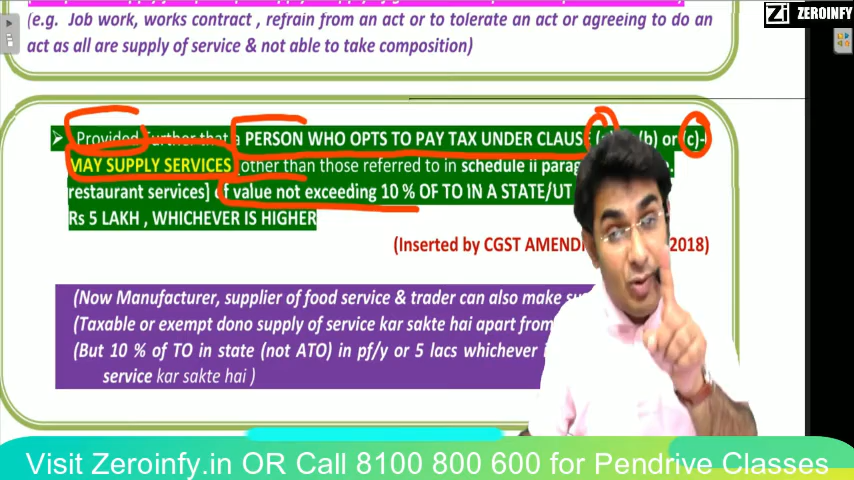 Zi ZEROINFY
(e.g. Job work, works contract , refrain from an act or to tolerate an act or agreeing to do an
act as all are supply of service & not able to take composition)
Provided further that a PERSON WHO OPTS TO PAY TAX UNDER CLAUSE (b) or (c)-
MAY SUPPLY SERVICES [other than those referred to in schedule ii
restaurant services] of value not exceeding 10 % OF TO IN A STATE/UT
Rs 5 LAKH , WHICHEVER IS HIGHER
(Inserted by CGST 2018)
(Now Manufacturer, supplier of food service & trader can also make
(Taxable or exempt dono supply of service kar sakte hai apart from
(But 10 % of TO in state (not ATO) in pf/y or 5 lacs whichever
service kar sakte hai )
Visit Zeroinfy.in OR Call 8100 800 600 for Pendrive Classes